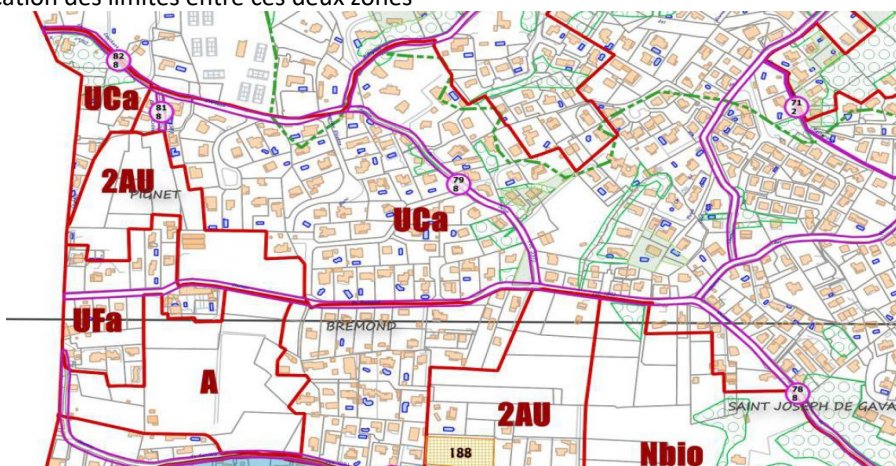 cation des limites entre ces deux zones
82
8
UCa
81
8
71
2
2AU
PIGNET
79
8
UCa
UFa
BREMOND
A
78
8
2AU
SAINT JOSEPH DE GAVA
188
Nbio